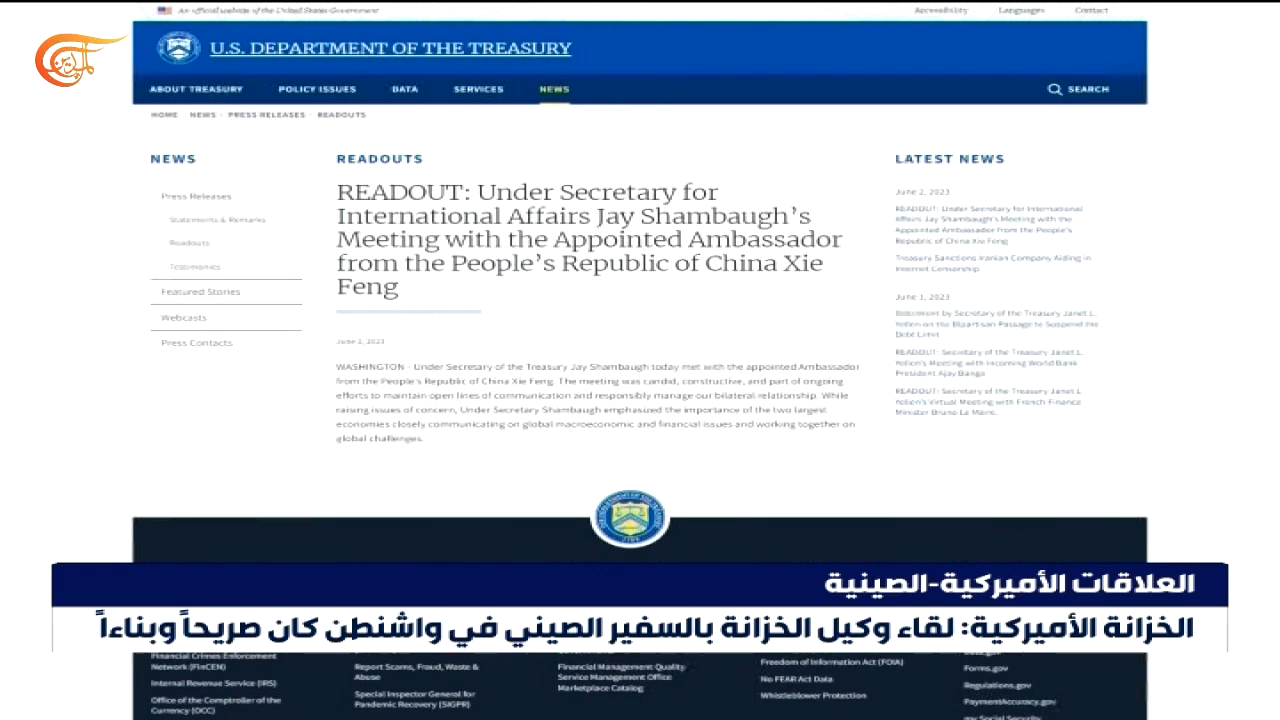 An official website of the United States Government
Accessibility Languages Contact
الميادين
U.S. DEPARTMENT OF THE TREASURY
ABOUT TREASURY POLICY ISSUES DATA SERVICES NEWS SEARCH
HOME NEWS PRESS RELEASES READOUTS
NEWS
Press Releases
Statements & Remarks
Readouts
Testimonies
Featured Stories
Webcasts
Press Contacts
READOUTS
READOUT: Under Secretary for
International Affairs Jay Shambaugh's
Meeting with the Appointed Ambassador
from the People's Republic of China Xie
Feng
June 2, 2023
WASHINGTON - Under Secretary of the Treasury Jay Shambaugh today met with the appointed Ambassador
from the People's Republic of China Xie Feng. The meeting was candid, constructive, and part of ongoing
efforts to maintain open lines of communication and responsibly manage our bilateral relationship. While
raising issues of concern, Under Secretary Shambaugh emphasized the importance of the two largest
economies closely communicating on global macroeconomic and financial issues and working together on
global challenges.
LATEST NEWS
June 2, 2023
READOUT: Under Secretary for International
Affairs Jay Shambaugh's Meeting with the
Appointed Ambassador from the People's
Republic of China Xie Feng
Treasury Sanctions Iranian Company Aiding in
Internet Censorship
June 1, 2023
Statement by Secretary of the Treasury Janet L.
Yellen on the Bipartisan Passage to Suspend the
Debt Limit
READOUT: Secretary of the Treasury Janet L.
Yellen's Meeting with Incoming World Bank
President Ajay Banga
READOUT: Secretary of the Treasury Janet L.
Yellen's Virtual Meeting with French Finance
Minister Bruno Le Maire.
العلاقات الأميركية-الصينية
الخزانة الأميركية: لقاء وكيل الخزانة بالسفير الصيني في واشنطن كان صريحاً وبناءاً
Financial Crimes Enforcement
Network (FinCEN)
Internal Revenue Service (IRS)
Office of the Comptroller of the
Currency (OCC)
Report Scams, Fraud, Waste &
Abuse
Special Inspector General for
Pandemic Recovery (SIGPR)
Financial Management Quality
Service Management Office
Marketplace Catalog
Freedom of Information Act (FOIA)
No FEAR Act Data
Whistleblower Protection
Forms.gov
Regulations.gov
PaymentAccuracy.gov
my Social Security